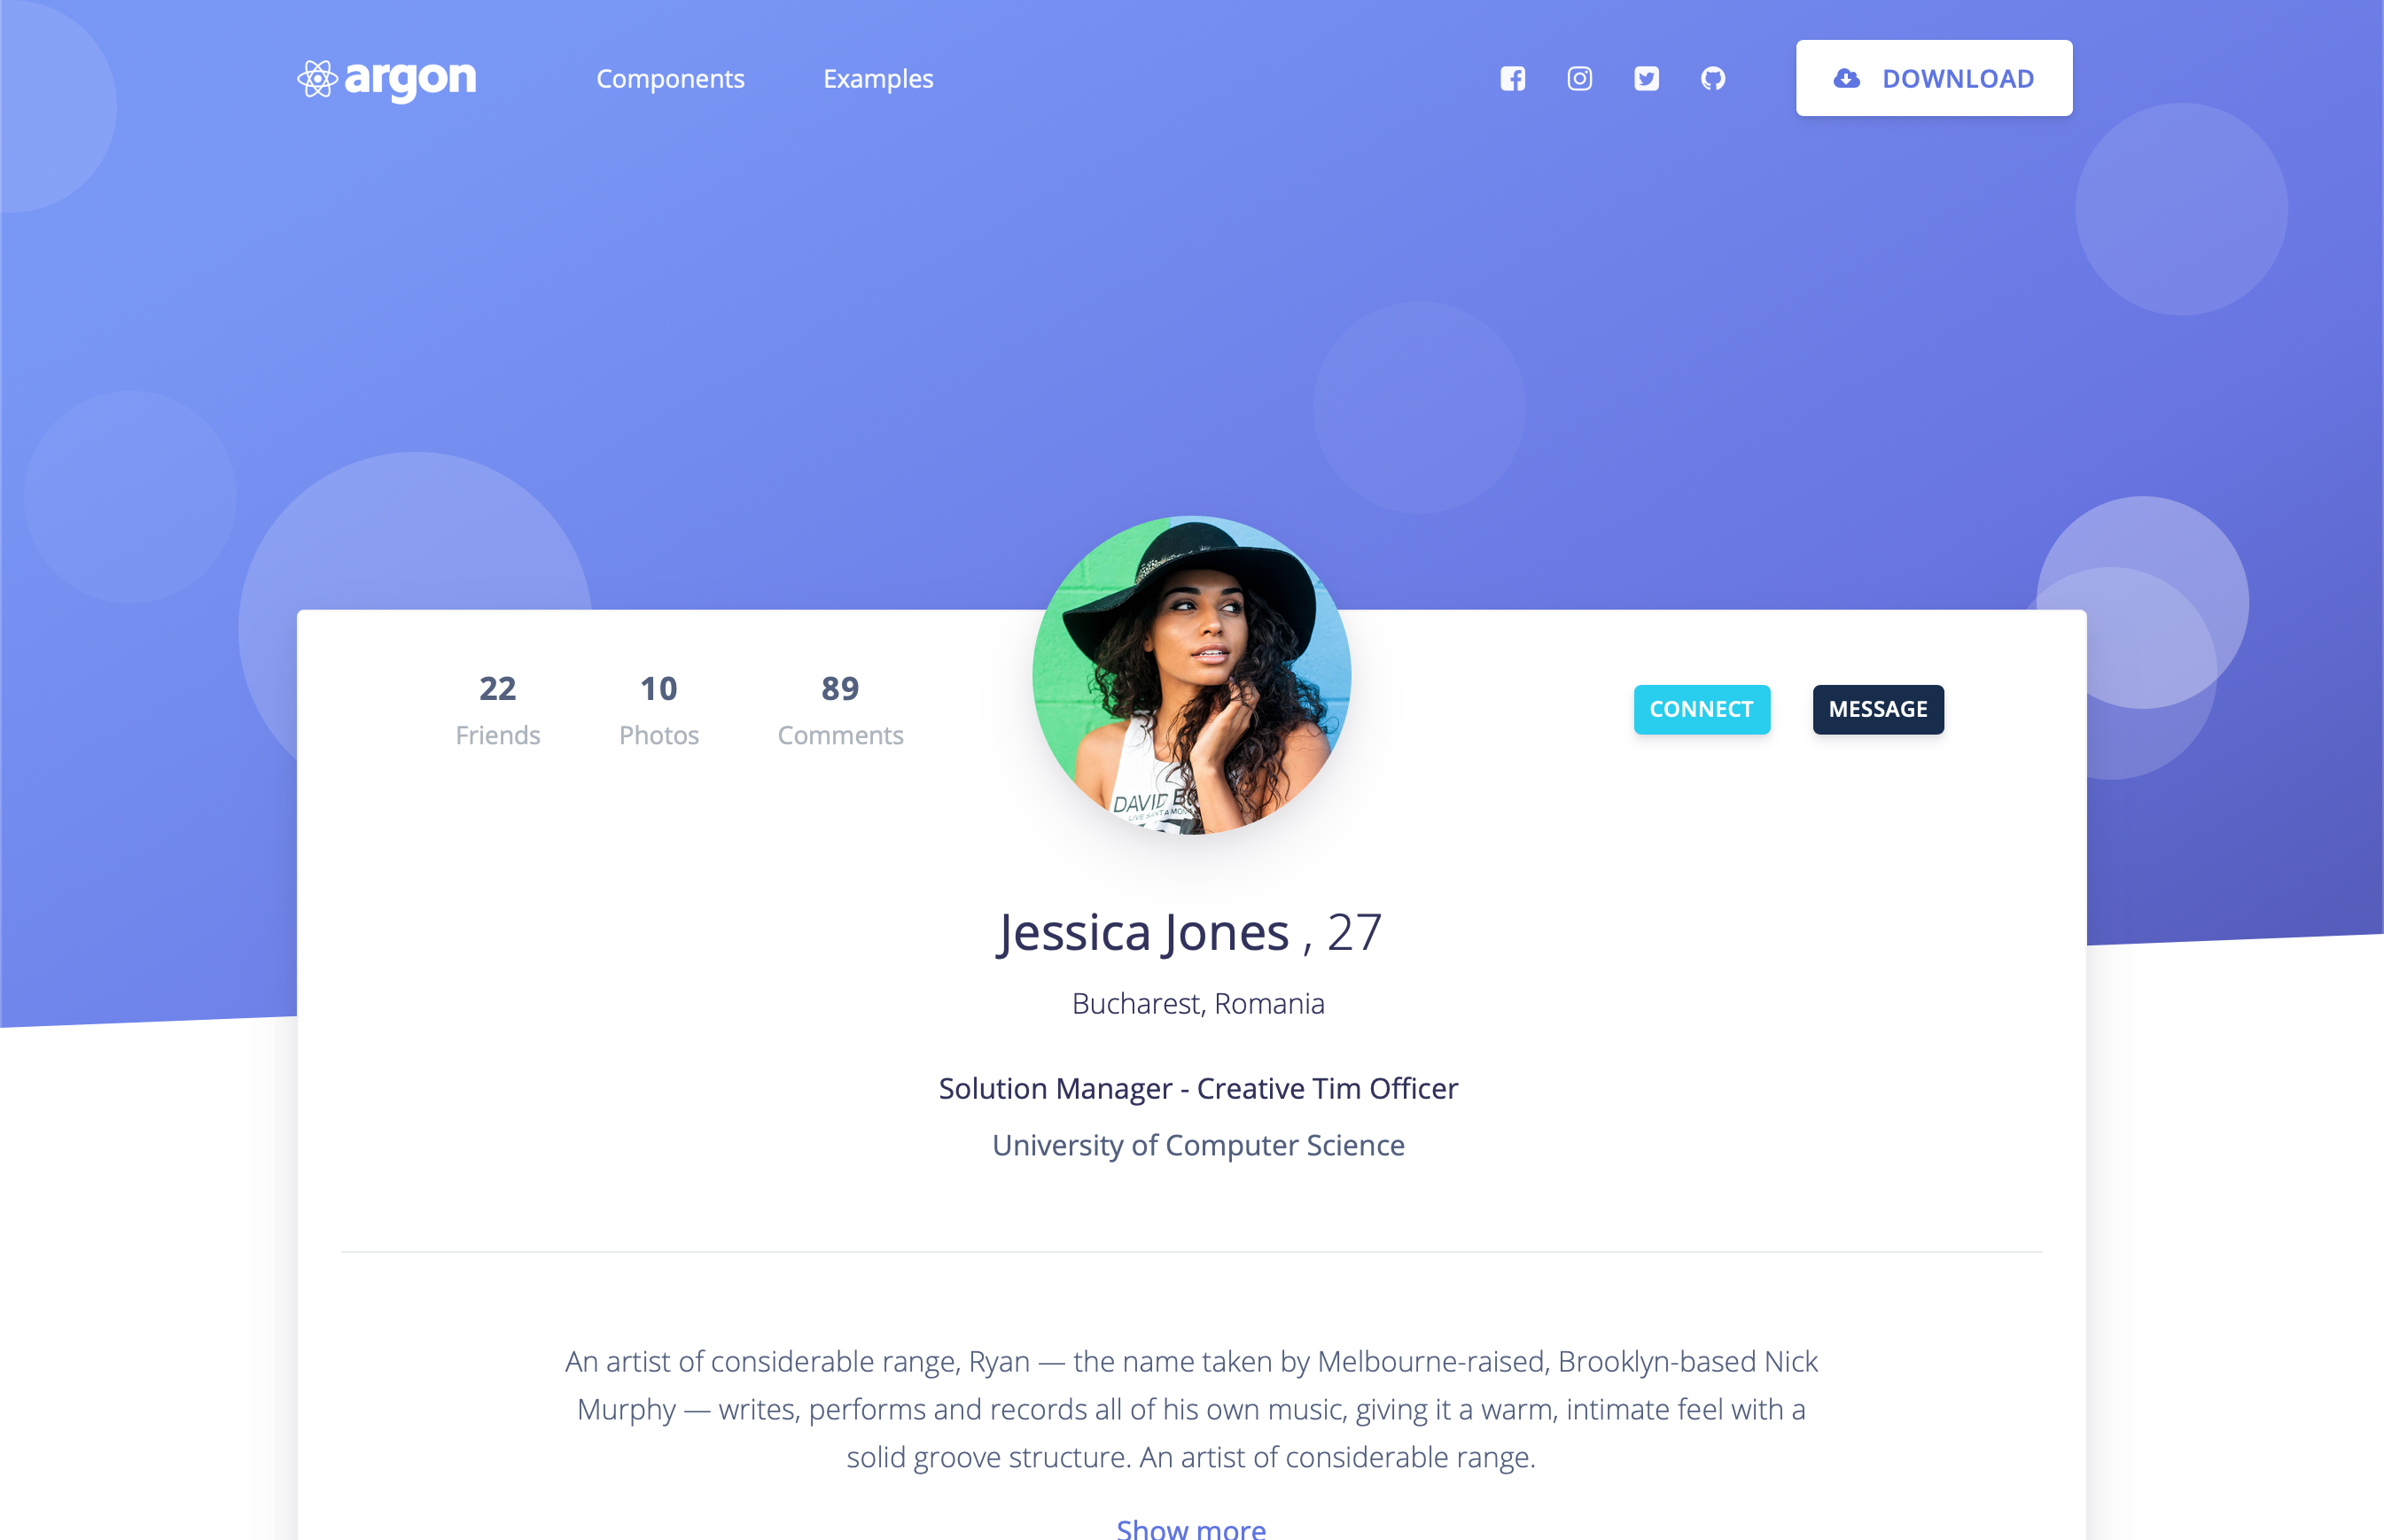 argon
Components
Examples
DOWNLOAD
22
Friends
10
Photos
89
Comments
DAVID
CONNECT
MESSAGE
Jessica Jones , 27
Bucharest, Romania
Solution Manager - Creative Tim Officer
University of Computer Science
An artist of considerable range, Ryan — the name taken by Melbourne-raised, Brooklyn-based Nick
Murphy — writes, performs and records all of his own music, giving it a warm, intimate feel with a
solid groove structure. An artist of considerable range.
Show more